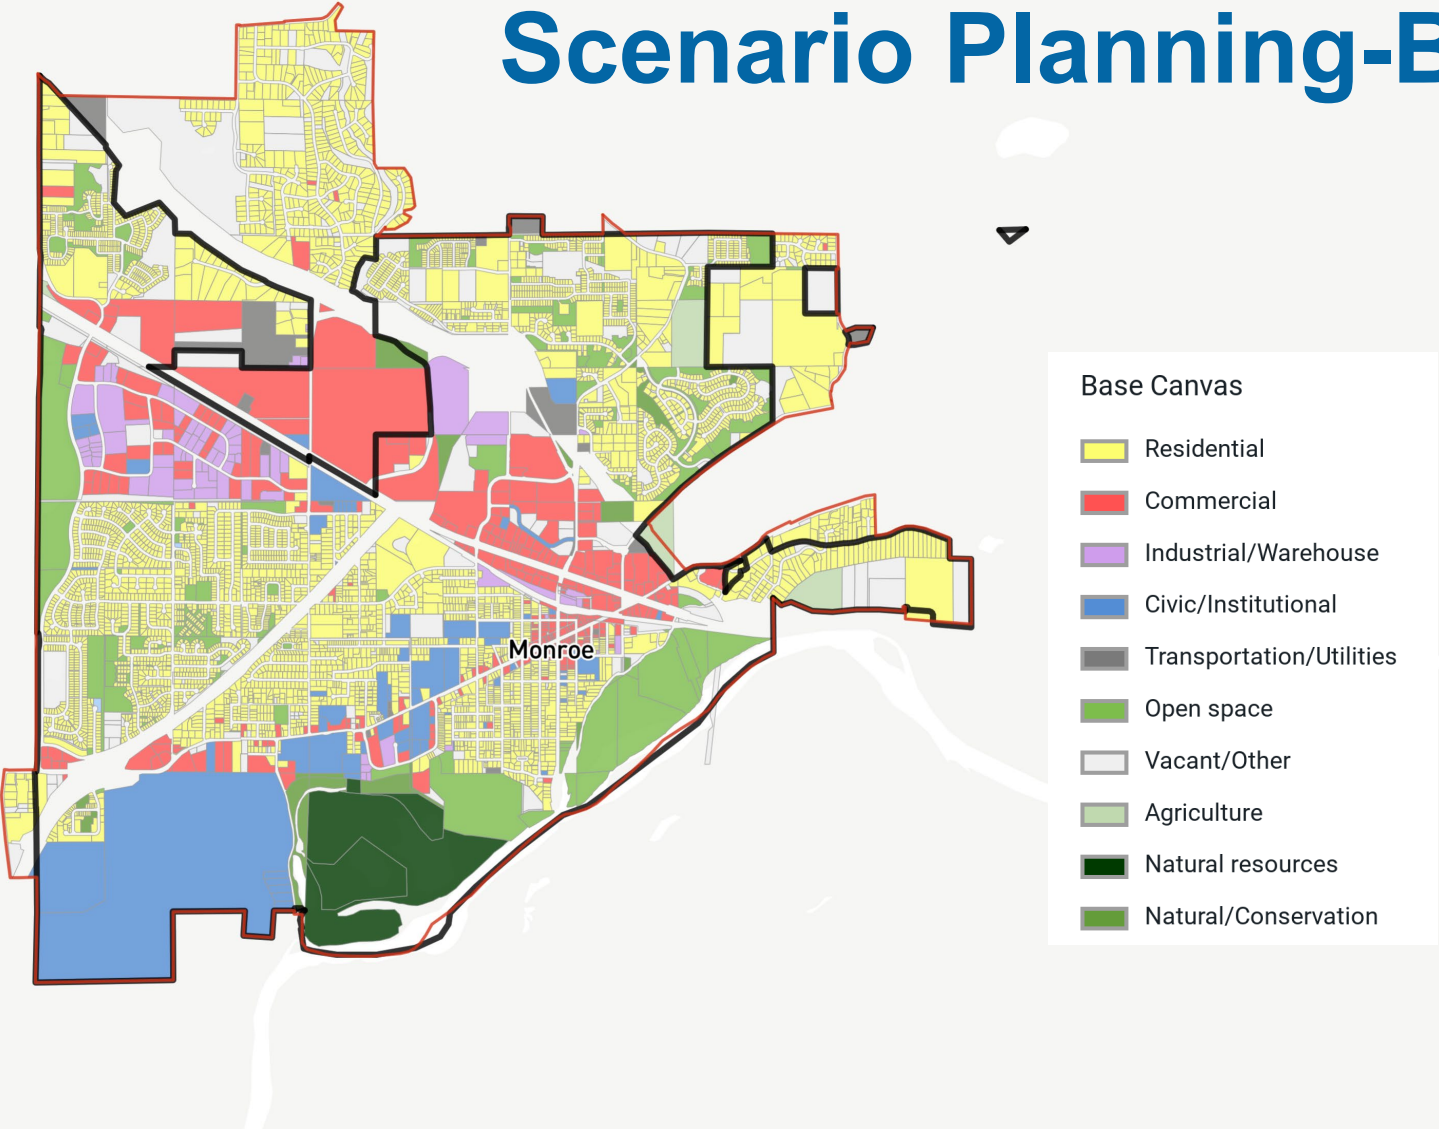 Scenario Planning-B
Monroe
Base Canvas
Residential
Commercial
Industrial/Warehouse
Civic/Institutional
Transportation/Utilities
Open space
Vacant/Other
Agriculture
Natural resources
Natural/Conservation